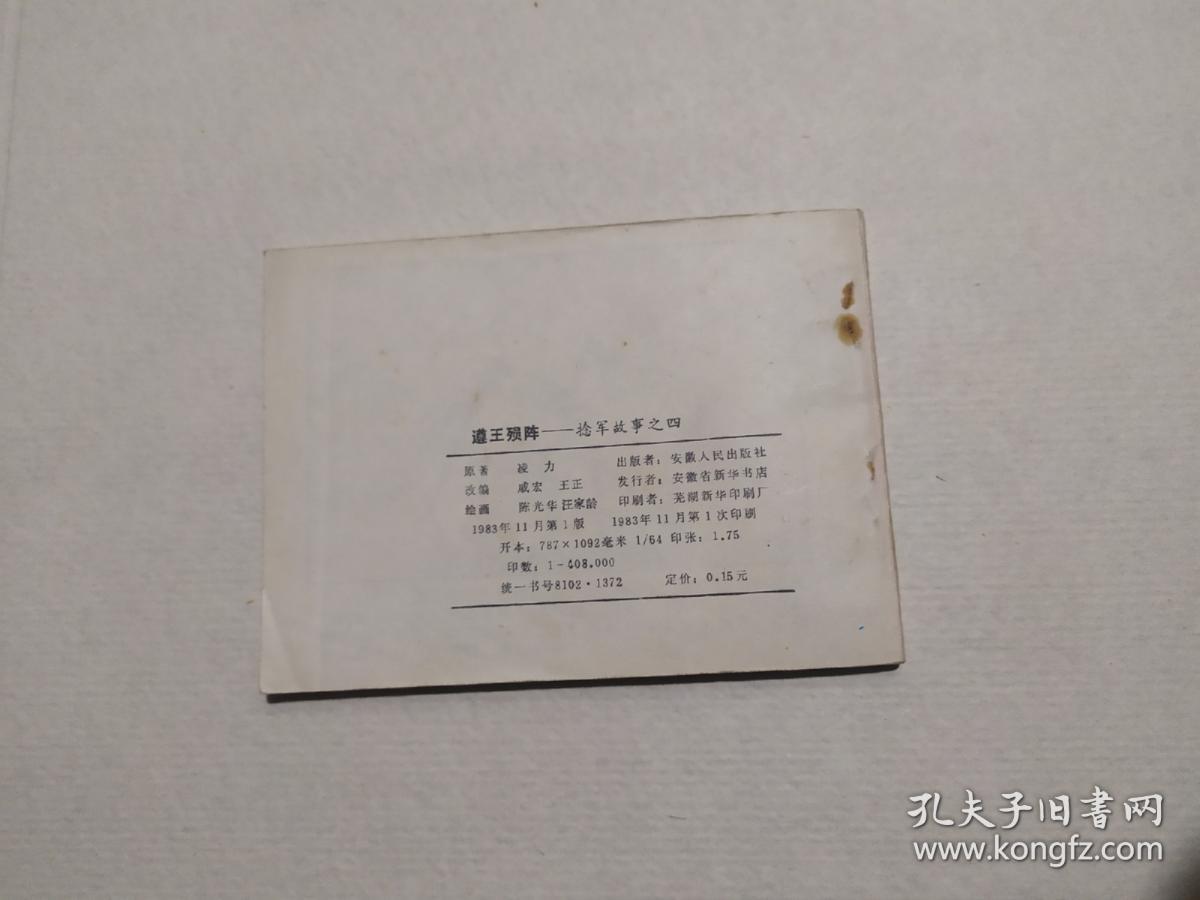 遵王殒阵——捻军故事之四
原著 凌力 出版者：安徽人民出版社
改编 戚宏 王正 发行者：安徽省新华书店
绘画 陈光华 汪家龄 印刷者：芜湖新华印刷厂
1983年11月第1版 1983年11月第1次印刷
开本：787×1092毫米 1/64 印张：1.75
印数：1－408.000
统一书号8102·1372 定价：0.15元
孔夫子旧书网
www.kongfz.com